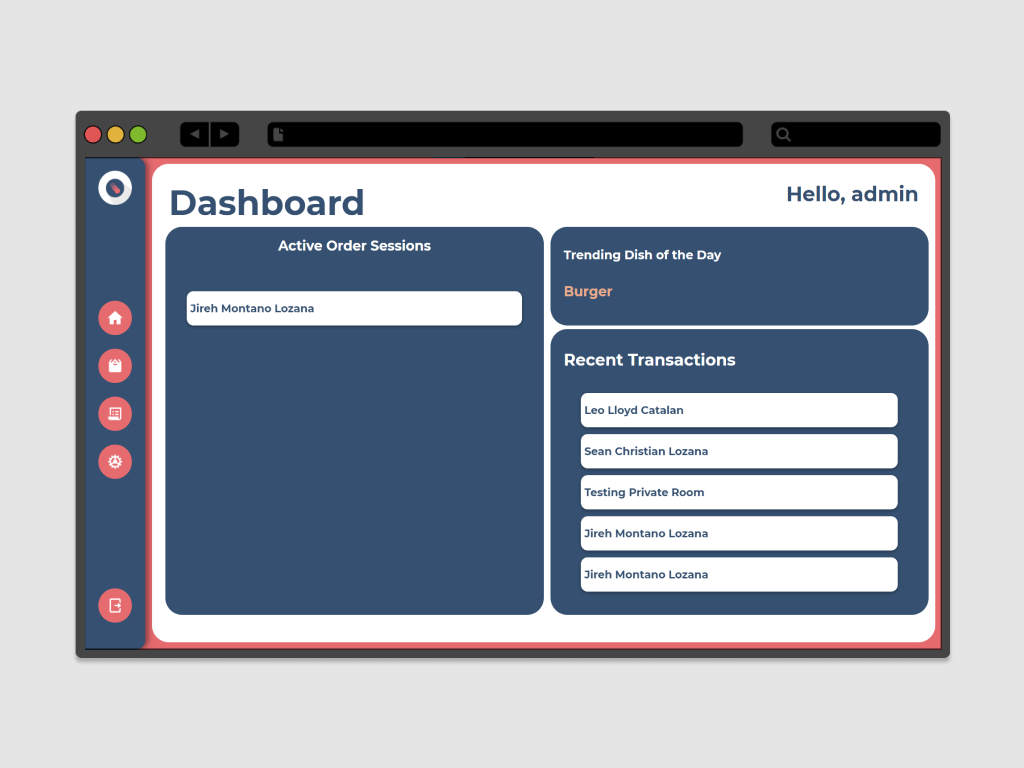 Dashboard
Hello, admin
Active Order Sessions
Jireh Montano Lozana
Trending Dish of the Day
Burger
Recent Transactions
Leo Lloyd Catalan
Sean Christian Lozana
Testing Private Room
Jireh Montano Lozana
Jireh Montano Lozana